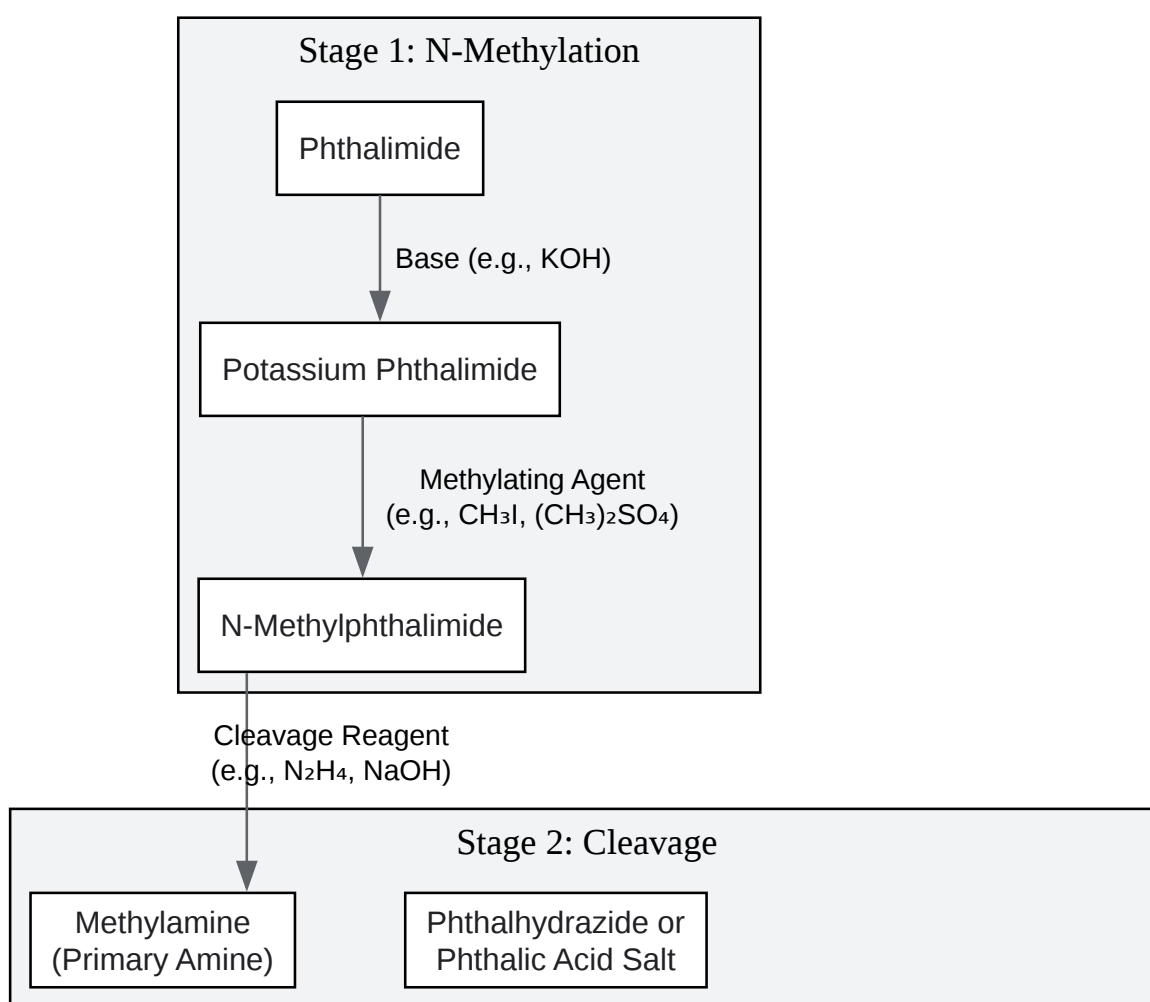 Stage 1: N-Methylation
Phthalimide
Base (e.g., KOH)
Potassium Phthalimide
Methylating Agent
(e.g., CH₃I, (CH₃)₂SO₄)
N-Methylphthalimide
Cleavage Reagent
(e.g., N₂H₄, NaOH)
Stage 2: Cleavage
Methylamine
(Primary Amine)
Phthalhydrazide or
Phthalic Acid Salt